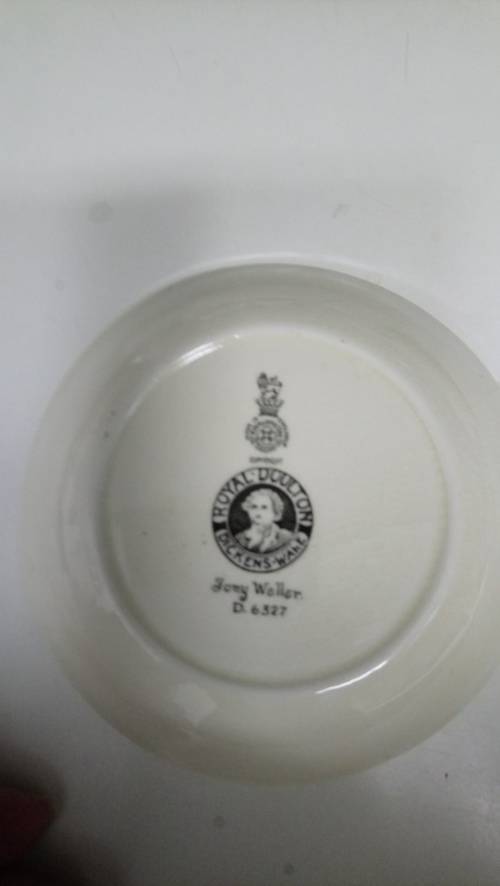 ROYAL·DOULTON
DICKENS·WARE
Tony Weller.
D. 6327